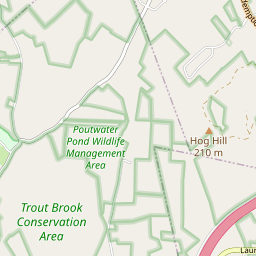 Poutwater
Pond Wildlife
Management
Area
Hog Hill
210 m
Trout Brook
Conservation
Area